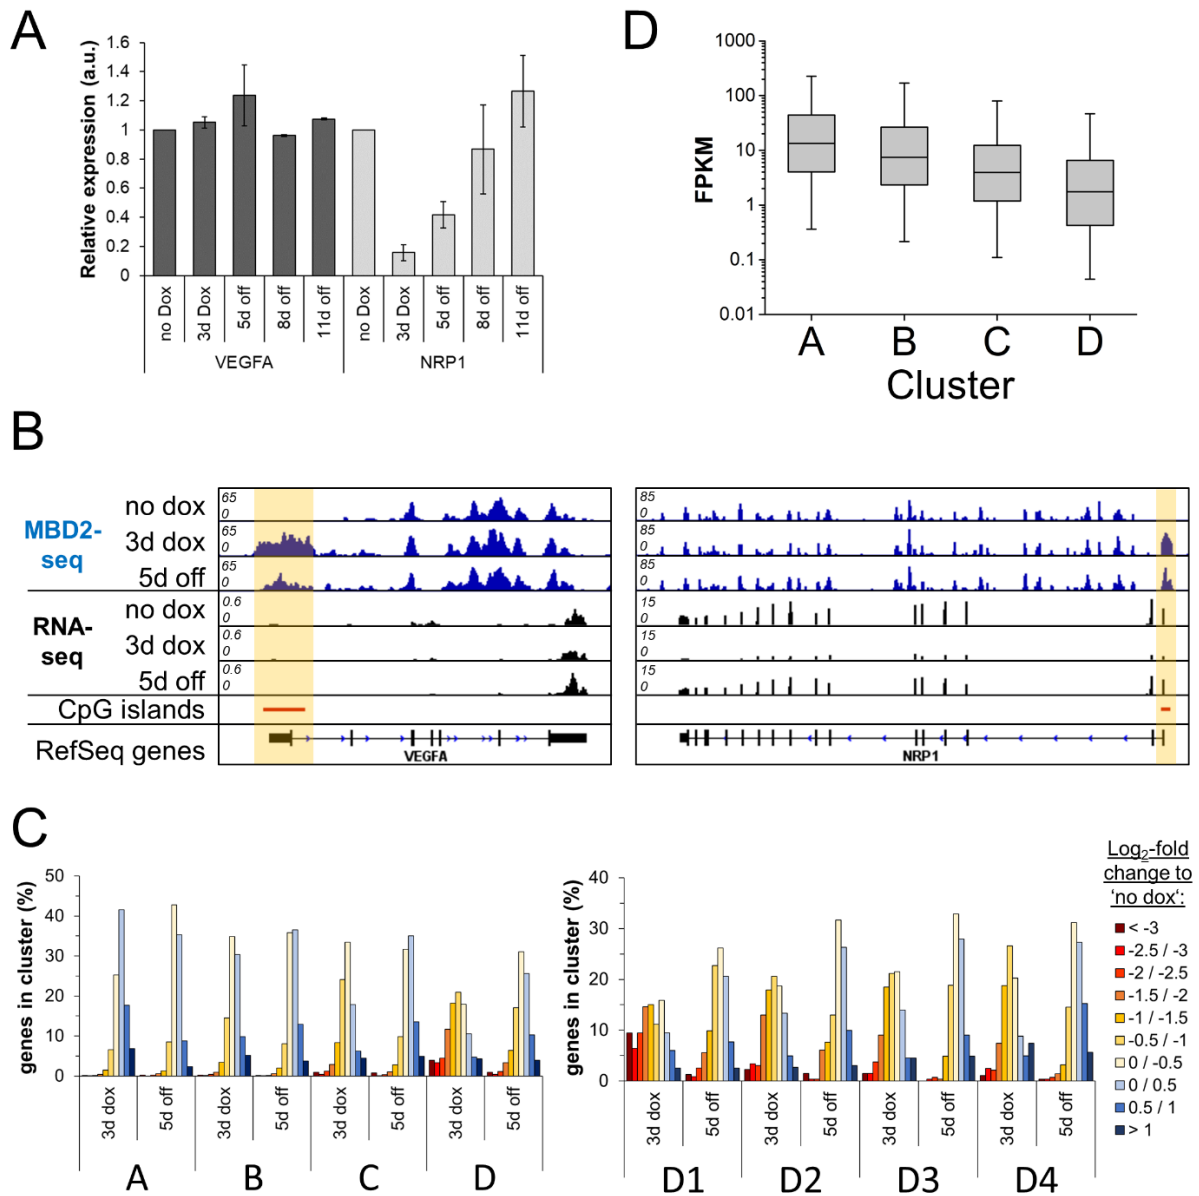 A
Relative expression (a.u.)
1.6
1.4
1.2
1
0.8
0.6
0.4
0.2
0
no Dox
3d Dox
5d off
8d off
11d off
no Dox
3d Dox
5d off
8d off
11d off
VEGFA
NRP1
D
FPKM
1000
100
10
1
0.1
0.01
A B C D
Cluster
B
MBD2-
seq
no dox
3d dox
5d off
RNA-
seq
no dox
3d dox
5d off
CpG islands
RefSeq genes
65
0
65
0
65
0
0.6
0
0.6
0
0.6
0
VEGFA
85
0
85
0
85
0
15
0
15
0
15
0
NRP1
C
genes in cluster (%)
50
40
30
20
10
0
3d dox
5d off
3d dox
5d off
3d dox
5d off
3d dox
5d off
A B C D
genes in cluster (%)
40
30
20
10
0
3d dox
5d off
3d dox
5d off
3d dox
5d off
3d dox
5d off
D1 D2 D3 D4
Log2-fold
change to
'no dox':
< -3
-2.5 / -3
-2 / -2.5
-1.5 / -2
-1 / -1.5
-0.5 / -1
0 / -0.5
0 / 0.5
0.5 / 1
> 1